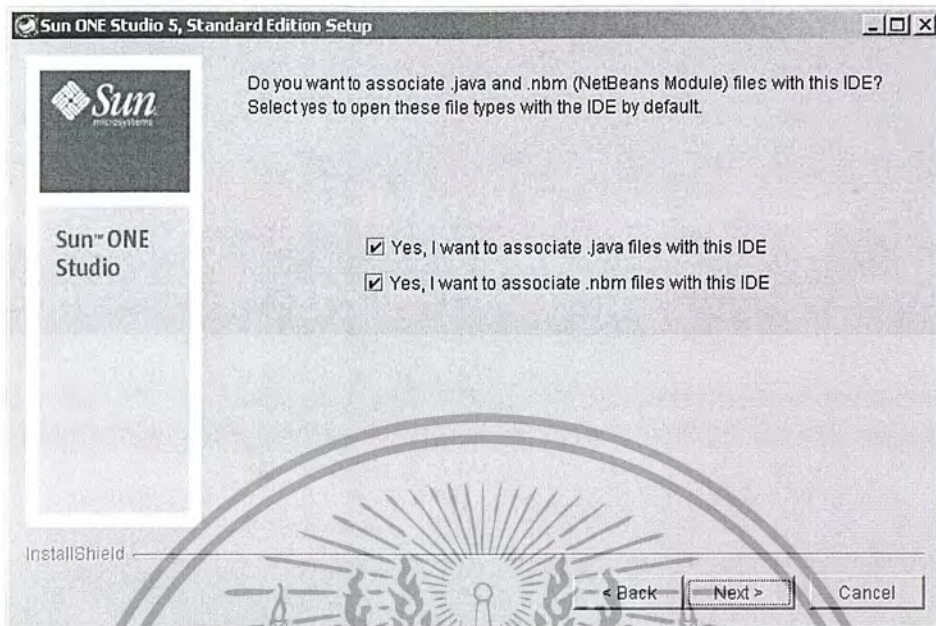 Sun ONE Studio 5, Standard Edition Setup
Sun
microsystems
Do you want to associate .java and .nbm (NetBeans Module) files with this IDE?
Select yes to open these file types with the IDE by default.
Sun™ ONE
Studio
Yes, I want to associate .java files with this IDE
Yes, I want to associate .nbm files with this IDE
InstallShield
< Back
Next >
Cancel